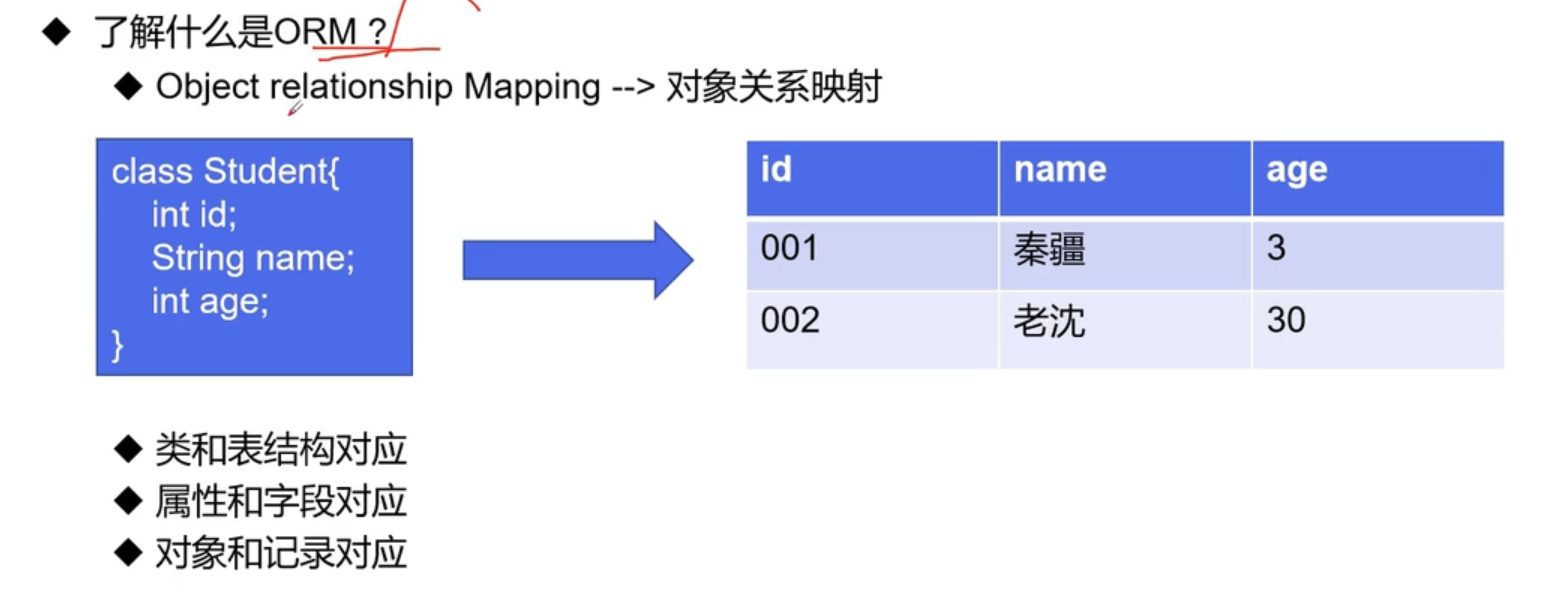 ◆ 了解什么是ORM？
◆ Object relationship Mapping --> 对象关系映射
class Student{
int id;
String name;
int age;
}
id name age
001 秦疆 3
002 老沈 30
◆ 类和表结构对应
◆ 属性和字段对应
◆ 对象和记录对应